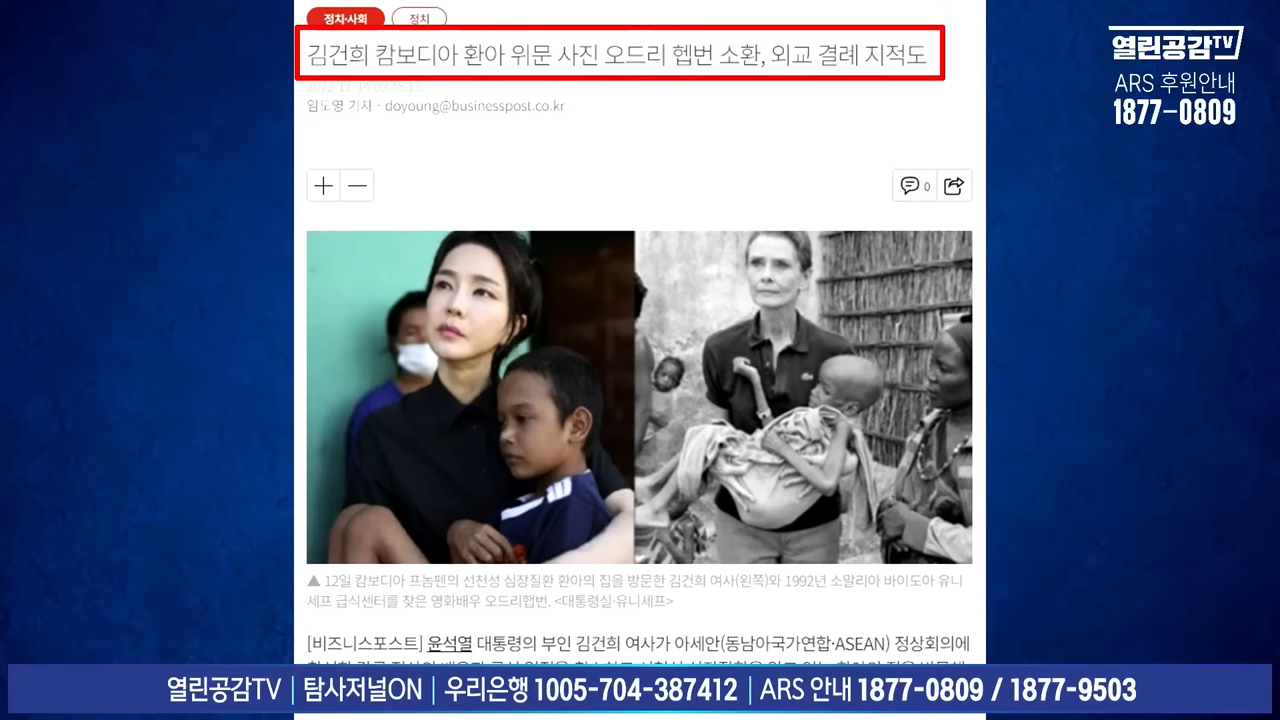 정치·사회
정치
김건희 캄보디아 환아 위문 사진 오드리 헵번 소환, 외교 결례 지적도
2022-11-14 09:45:15
임도영 기자 - doyoung@businesspost.co.kr
0
▲ 12일 캄보디아 프놈펜의 선천성 심장질환 환아의 집을 방문한 김건희 여사(왼쪽)와 1992년 소말리아 바이도아 유니
세프 급식센터를 찾은 영화배우 오드리햅번. <대통령실·유니세프>
[비즈니스포스트] 윤석열 대통령의 부인 김건희 여사가 아세안(동남아국가연합·ASEAN) 정상회의에
열린공감TV
ARS 후원안내
1877-0809
열린공감TV | 탐사저널ON | 우리은행 1005-704-387412 | ARS 안내 1877-0809 / 1877-9503